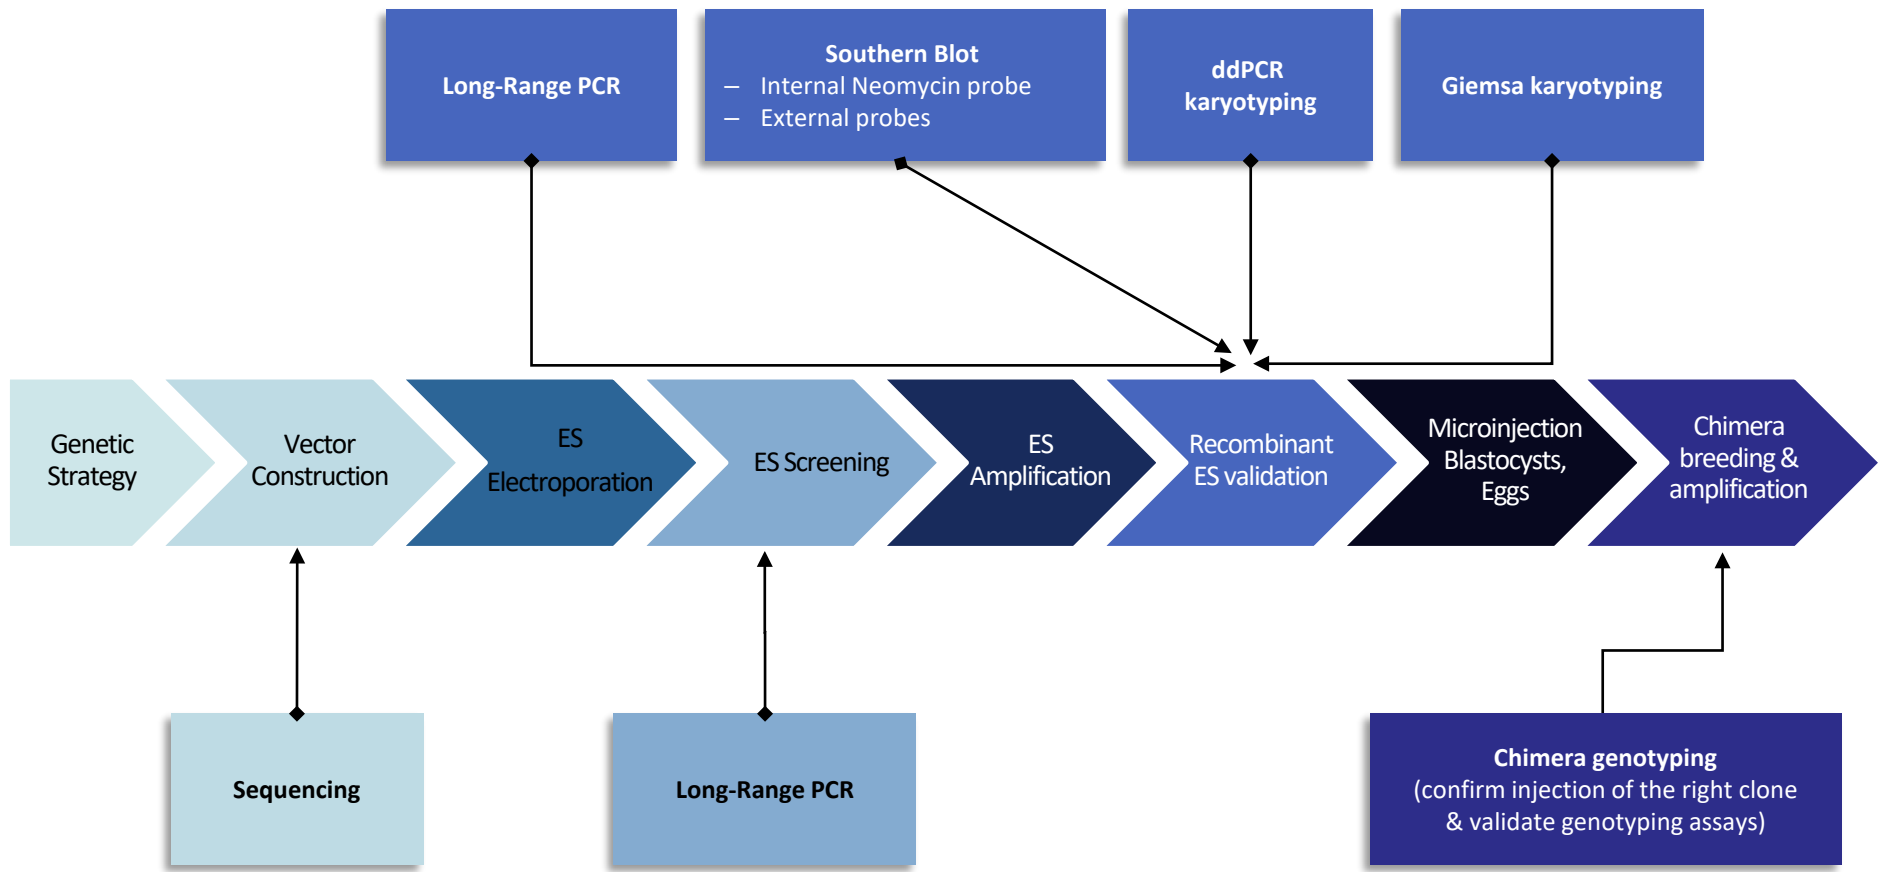 Long-Range PCR
Southern Blot
– Internal Neomycin probe
– External probes
ddPCR
karyotyping
Giemsa karyotyping
Genetic
Strategy
Vector
Construction
ES
Electroporation
ES Screening
ES
Amplification
Recombinant
ES validation
Microinjection
Blastocysts,
Eggs
Chimera
breeding &
amplification
Sequencing
Long-Range PCR
Chimera genotyping
(confirm injection of the right clone
& validate genotyping assays)